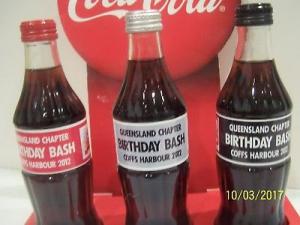 Coca-Cola
QUEENSLAND CHAPTER
BIRTHDAY BASH
COFFS HARBOUR 2012
QUEENSLAND CHAPTER
BIRTHDAY BASH
COFFS HARBOUR 2012
QUEENSLAND CHAPTER
BIRTHDAY BASH
COFFS HARBOUR 2012
10/03/2017